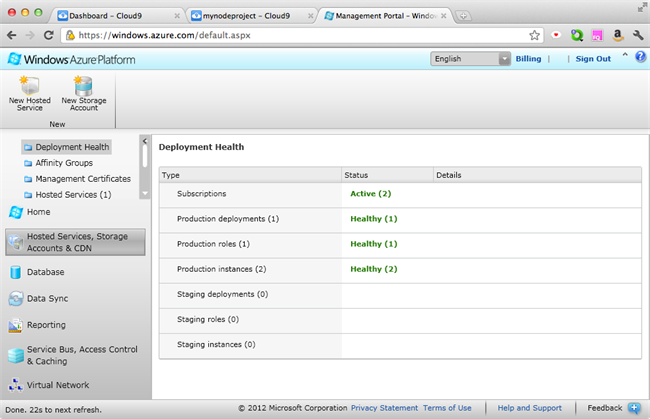 Dashboard – Cloud9
mynodeproject – Cloud9
Management Portal – Windo
https://windows.azure.com/default.aspx
Windows Azure Platform
English
Billing
Sign Out
New Hosted
Service
New Storage
Account
New
Deployment Health
Affinity Groups
Management Certificates
Hosted Services (1)
Home
Hosted Services, Storage
Accounts & CDN
Database
Data Sync
Reporting
Service Bus, Access Control
& Caching
Virtual Network
Deployment Health
Type Status Details
Subscriptions Active (2)
Production deployments (1) Healthy (1)
Production roles (1) Healthy (1)
Production instances (2) Healthy (2)
Staging deployments (0)
Staging roles (0)
Staging instances (0)
Done. 22s to next refresh.
© 2012 Microsoft Corporation Privacy Statement Terms of Use
Help and Support
Feedback